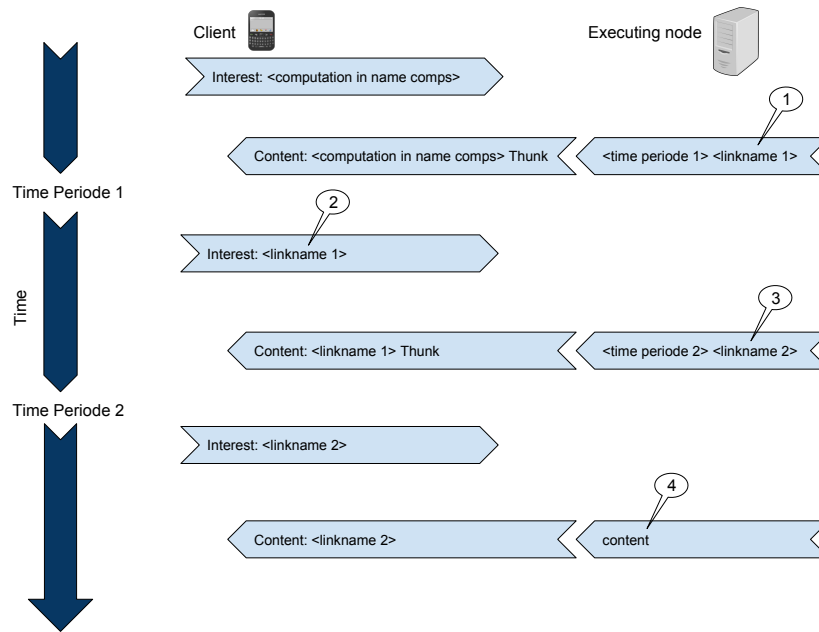 Client
Executing node
Interest: <computation in name comps>
1
Content: <computation in name comps> Thunk
<time periode 1> <linkname 1>
Time Periode 1
2
Interest: <linkname 1>
Time
3
Content: <linkname 1> Thunk
<time periode 2> <linkname 2>
Time Periode 2
Interest: <linkname 2>
4
Content: <linkname 2>
content